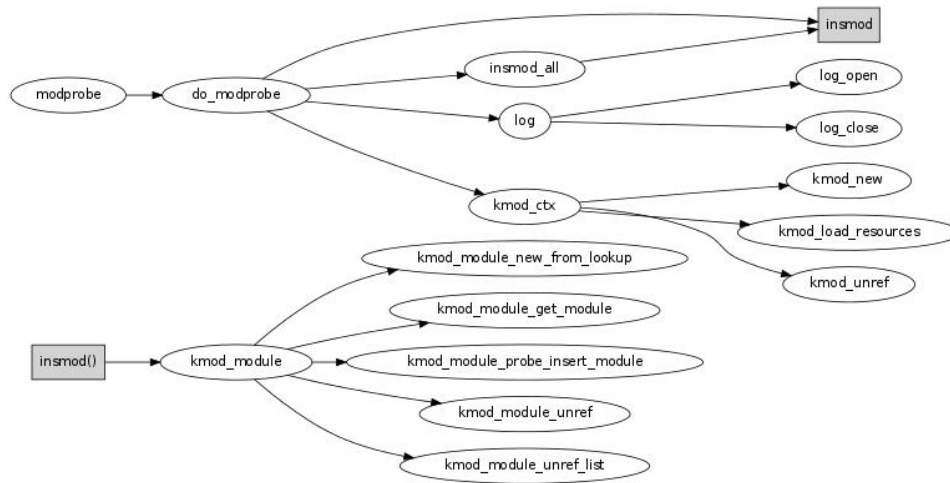 insmod
insmod_all
log_open
modprobe
do_modprobe
log
log_close
kmod_new
kmod_ctx
kmod_load_resources
kmod_module_new_from_lookup
kmod_unref
kmod_module_get_module
insmod()
kmod_module
kmod_module_probe_insert_module
kmod_module_unref
kmod_module_unref_list